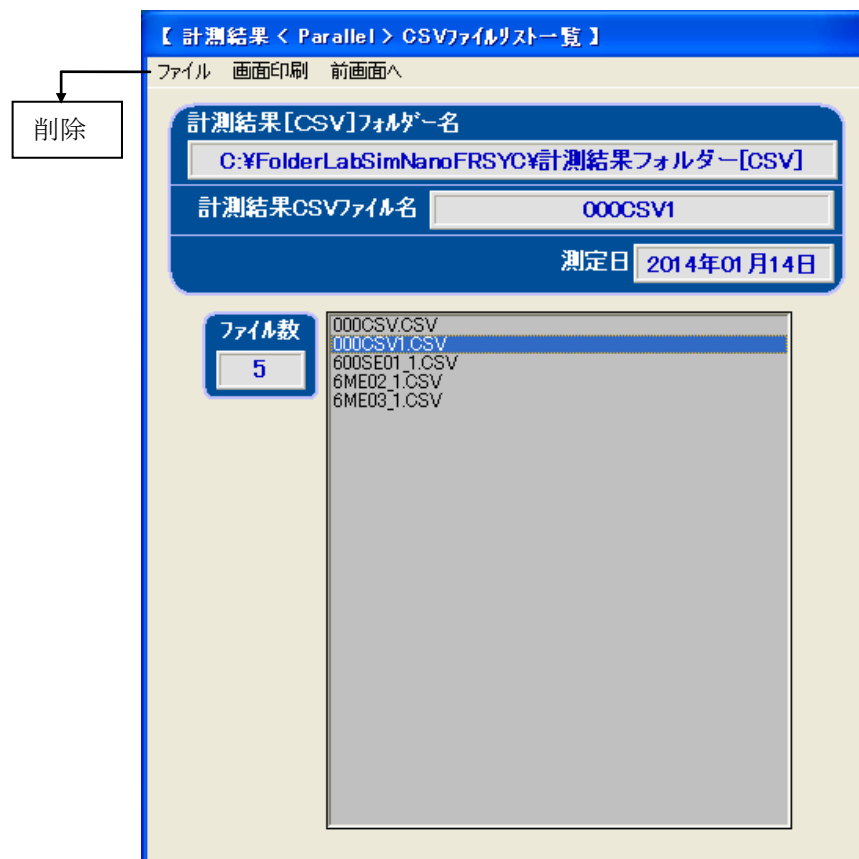 【 計測結果 < Parallel > CSVファイルリスト一覧 】
ファイル 画面印刷 前画面へ
削除
計測結果[CSV]フォルダー名
C:¥FolderLabSimNanoFRSYC¥計測結果フォルダー[CSV]
計測結果CSVファイル名 000CSV1
測定日 2014年01月14日
ファイル数
5
000CSV.CSV
000CSV1.CSV
600SE01_1.CSV
6ME02_1.CSV
6ME03_1.CSV